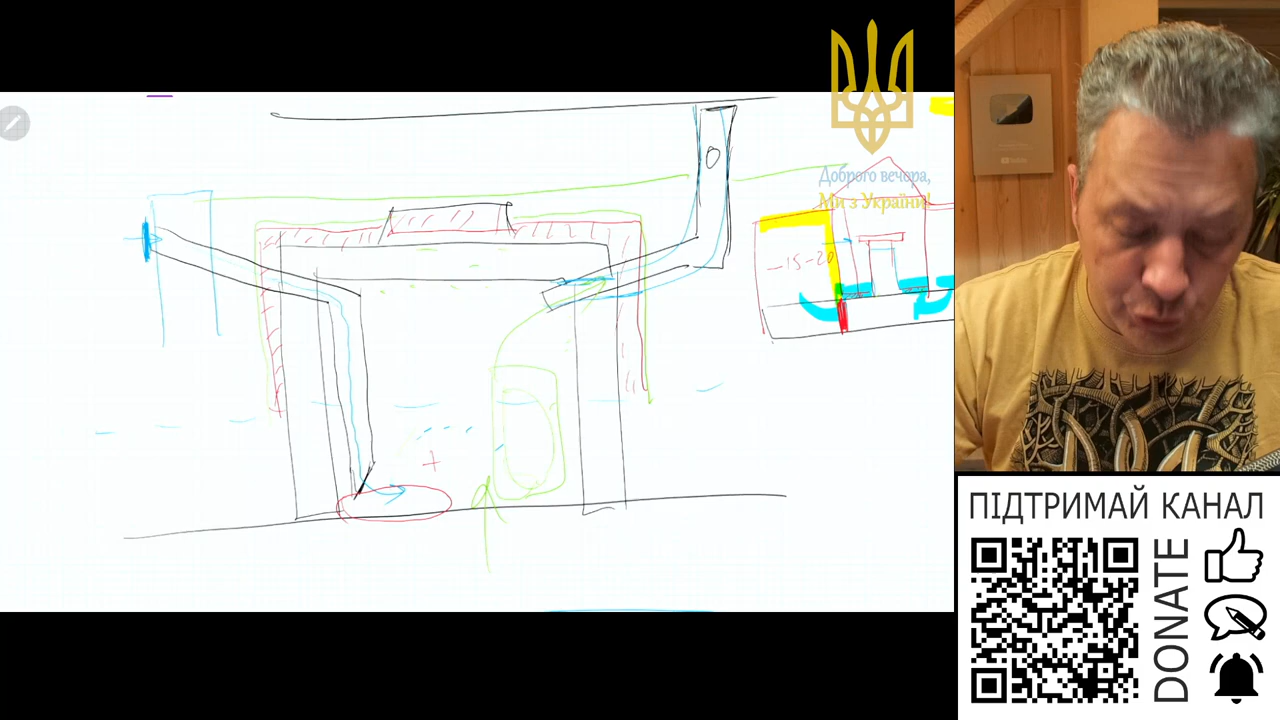 Доброго вечора,
Ми з України!
-15-20
ПІДТРИМАЙ КАНАЛ
DONATE